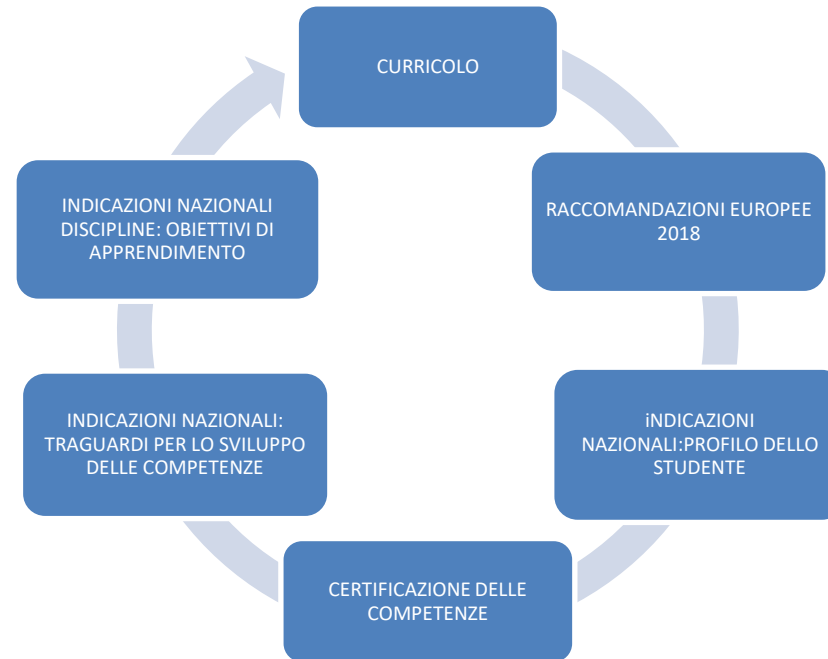 CURRICOLO
RACCOMANDAZIONI EUROPEE
2018
iNDICAZIONI
NAZIONALI:PROFILO DELLO
STUDENTE
CERTIFICAZIONE DELLE
COMPETENZE
INDICAZIONI NAZIONALI:
TRAGUARDI PER LO SVILUPPO
DELLE COMPETENZE
INDICAZIONI NAZIONALI
DISCIPLINE: OBIETTIVI DI
APPRENDIMENTO